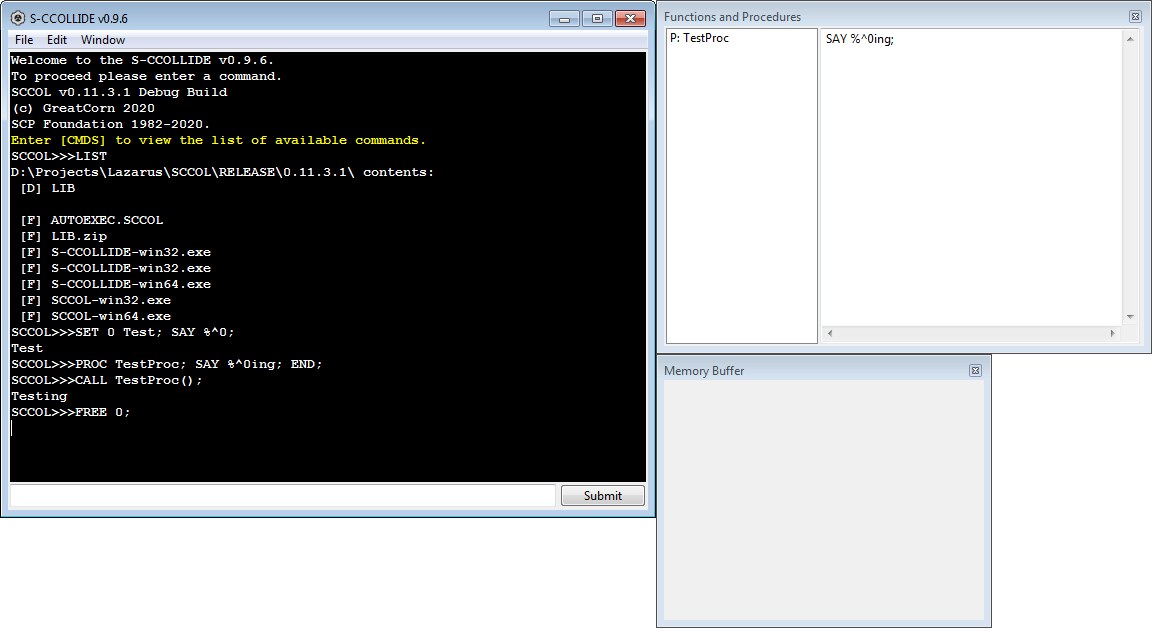 S-CCOLLIDE v0.9.6
File Edit Window
Welcome to the S-CCOLLIDE v0.9.6.
To proceed please enter a command.
SCCOL v0.11.3.1 Debug Build
(c) GreatCorn 2020
SCP Foundation 1982-2020.
Enter [CMDS] to view the list of available commands.
SCCOL>>>LIST
D:\Projects\Lazarus\SCCOL\RELEASE\0.11.3.1\ contents:
[D] LIB
[F] AUTOEXEC.SCCOL
[F] LIB.zip
[F] S-CCOLLIDE-win32.exe
[F] S-CCOLLIDE-win32.exe
[F] S-CCOLLIDE-win64.exe
[F] SCCOL-win32.exe
[F] SCCOL-win64.exe
SCCOL>>>SET 0 Test; SAY %^0;
Test
SCCOL>>>PROC TestProc; SAY %^0ing; END;
SCCOL>>>CALL TestProc();
Testing
SCCOL>>>FREE 0;
Submit
Functions and Procedures
P: TestProc
SAY %^0ing;
Memory Buffer